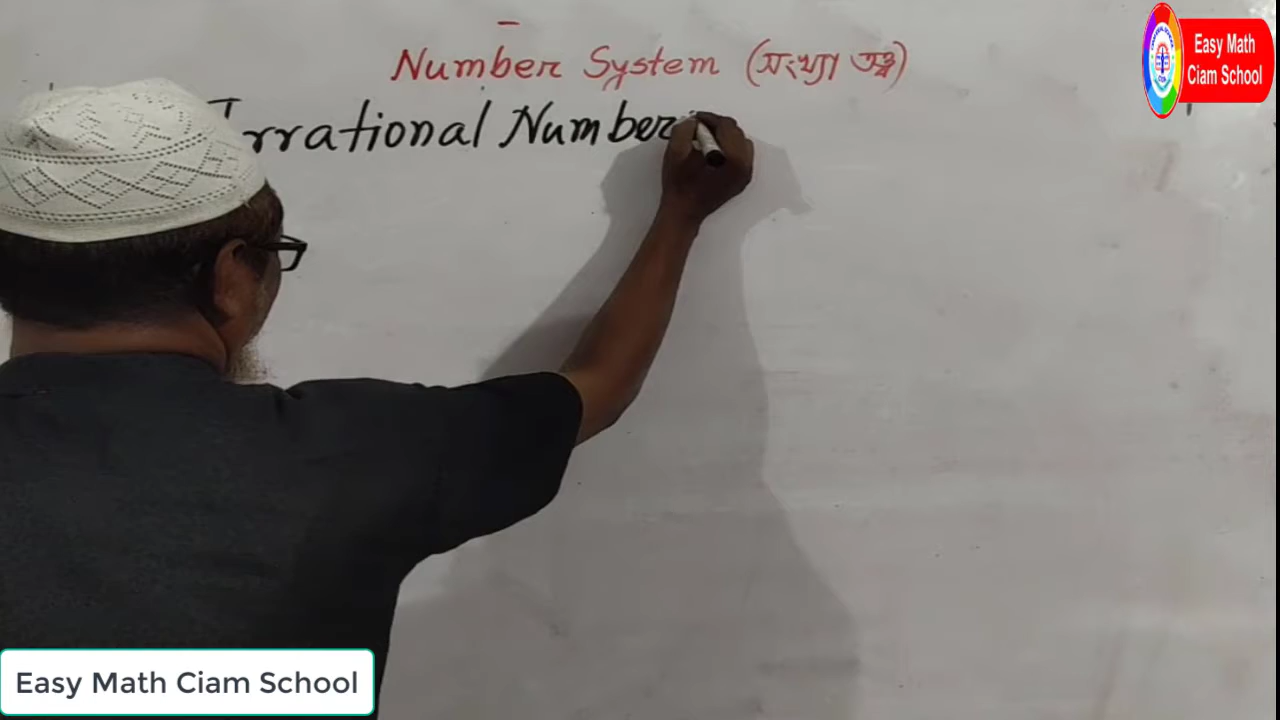 Number System (সংখ্যা তত্ত্ব)
Irrational Number
Easy Math
Ciam School
Easy Math Ciam School